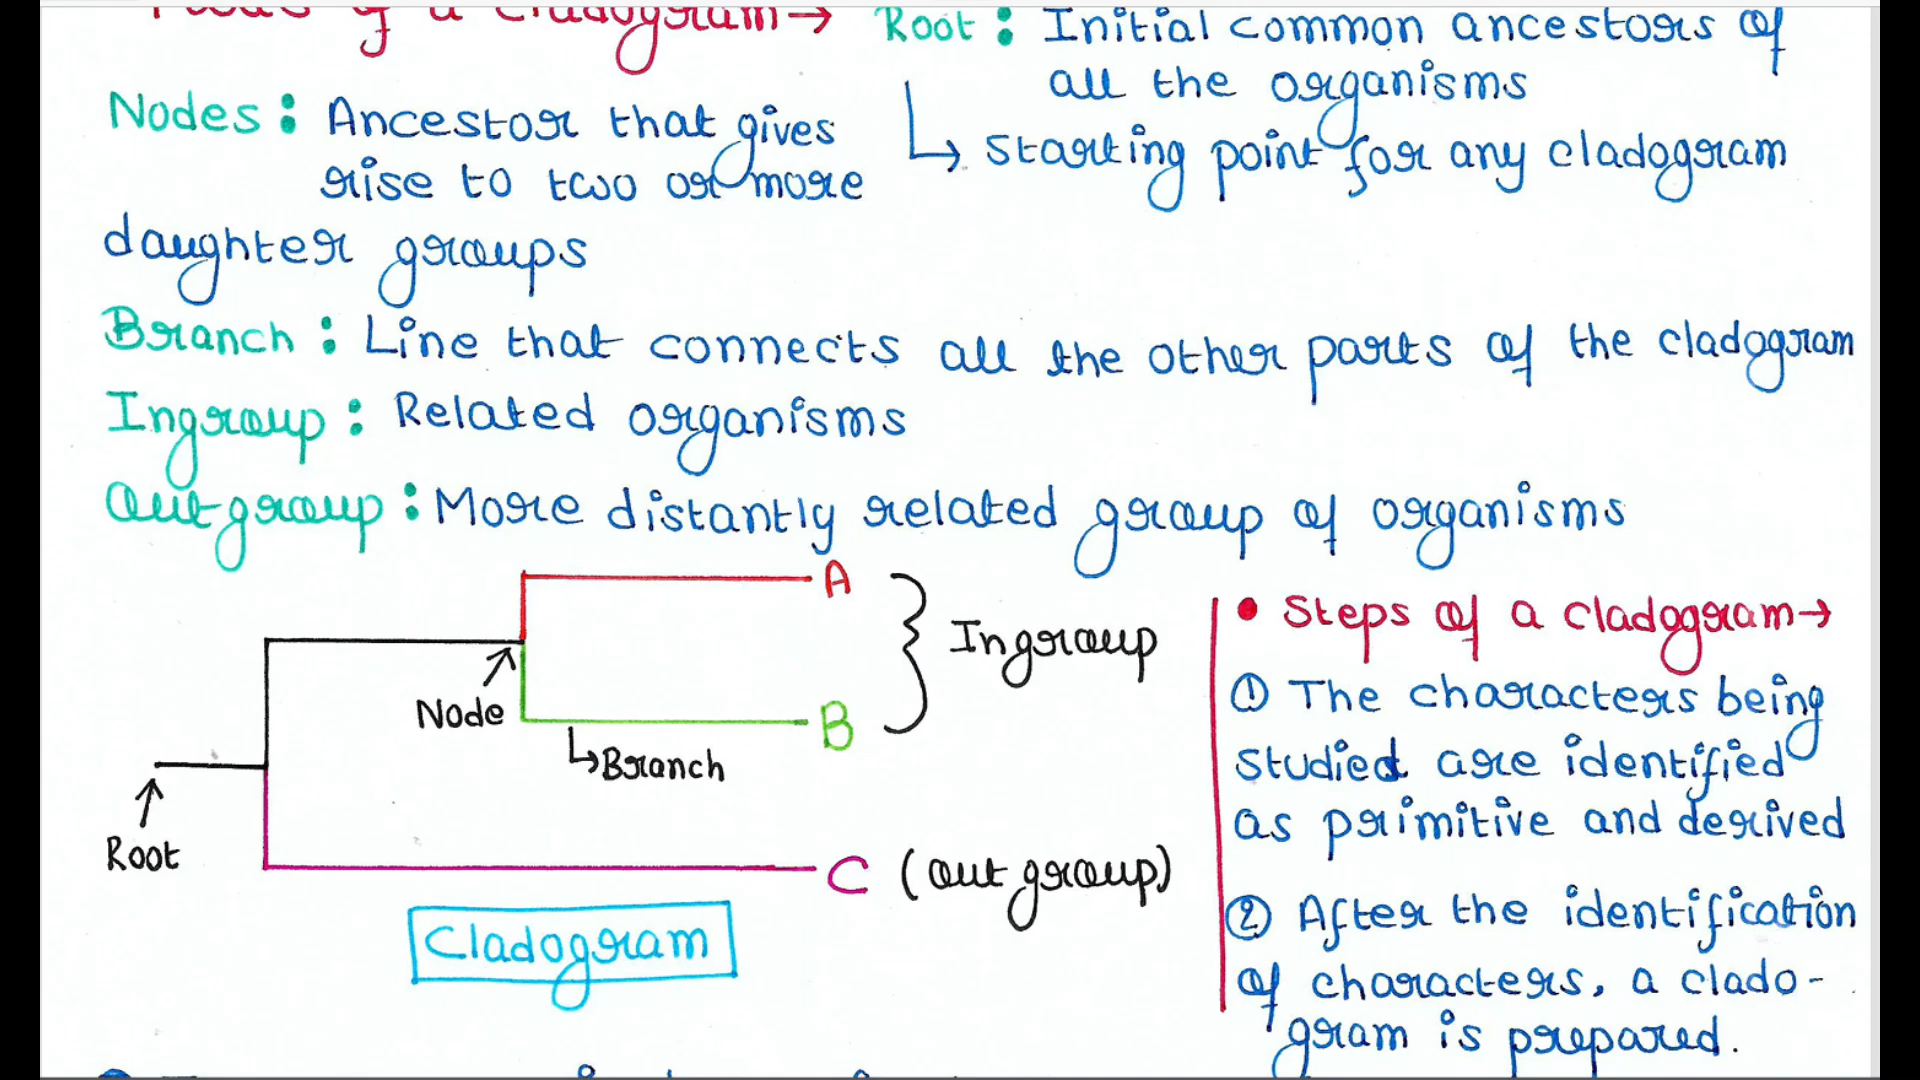 of a cladogram→
Root: Initial common ancestors of
all the organisms
↳ starting point for any cladogram
Nodes: Ancestor that gives
rise to two or more
daughter groups
Branch: Line that connects all the other parts of the cladogram
Ingroup: Related organisms
Outgroup: More distantly related group of organisms
A
Ingroup
Node
B
↳Branch
Root
C (outgroup)
Cladogram
• Steps of a cladogram→
① The characters being
studied are identified
as primitive and derived
② After the identification
of characters, a clado-
gram is prepared.